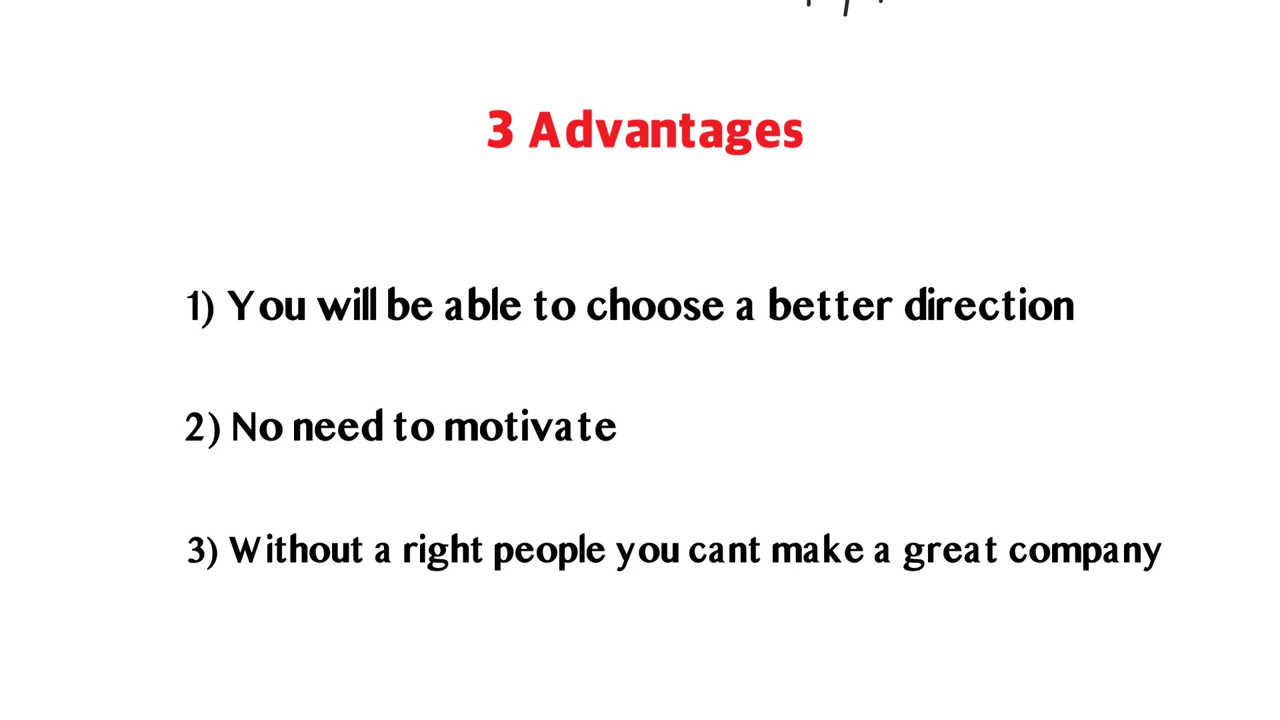 3 Advantages
1) You will be able to choose a better direction
2) No need to motivate
3) Without a right people you cant make a great company